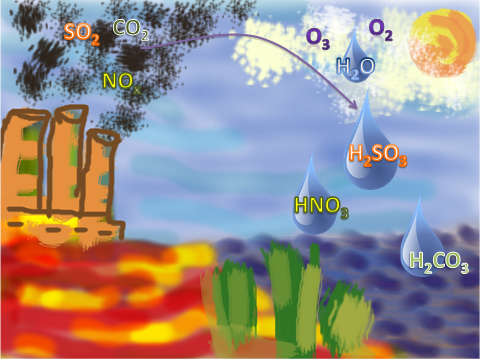 SO₂ CO₂
O₃ O₂
H₂O
NOₓ
H₂SO₃
HNO₃
H₂CO₃